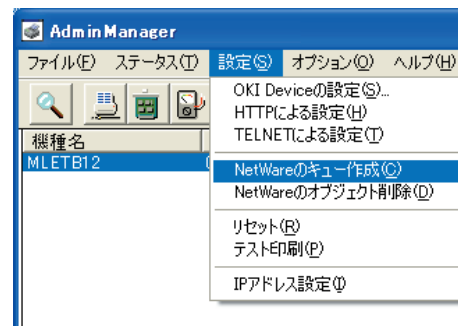 AdminManager
ファイル(F) ステータス(T) 設定(S) オプション(O) ヘルプ(H)
OKI Deviceの設定(S)...
HTTPによる設定(H)
TELNETによる設定(T)
機種名
MLETB12
NetWareのキュー作成(C)
NetWareのオブジェクト削除(D)
リセット(R)
テスト印刷(P)
IPアドレス設定(I)